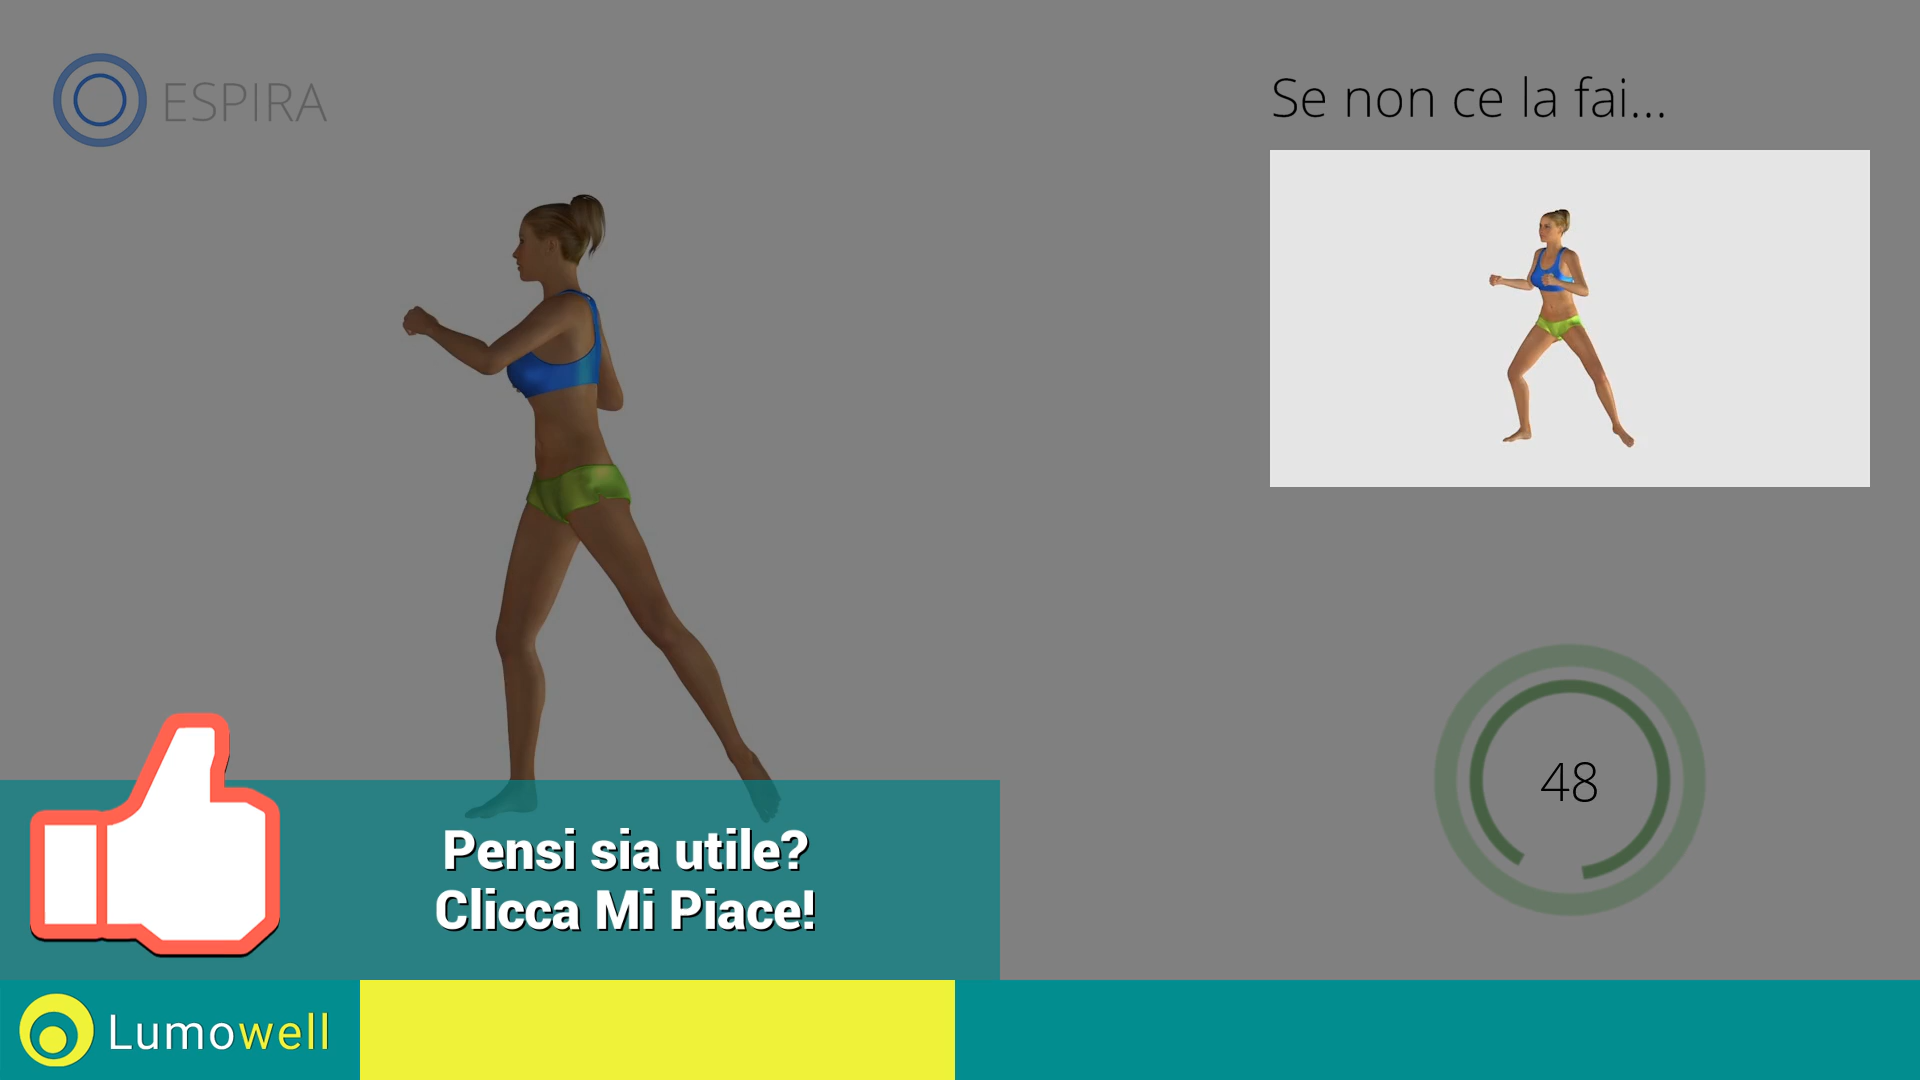 ESPIRA
Se non ce la fai...
48
Pensi sia utile?
Clicca Mi Piace!
Lumowell